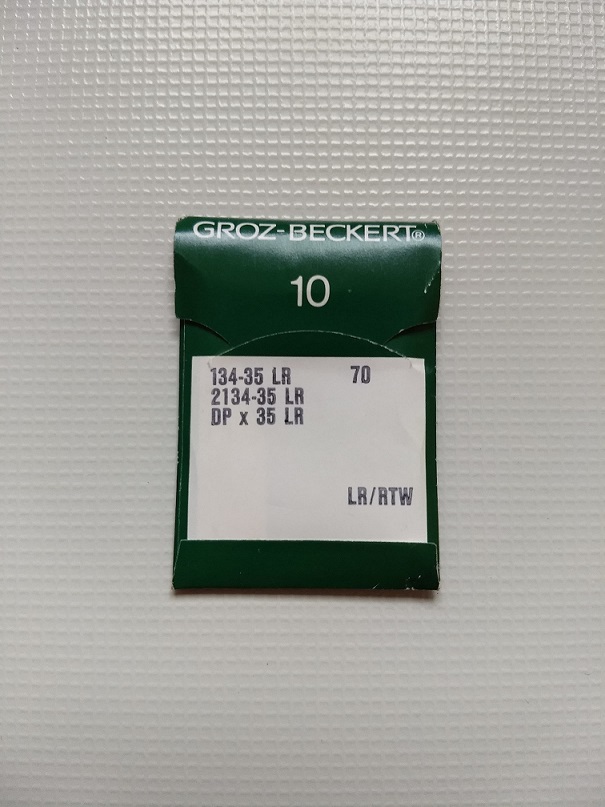 GROZ-BECKERT®
10
134-35 LR 70
2134-35 LR
DP x 35 LR
LR/RTW